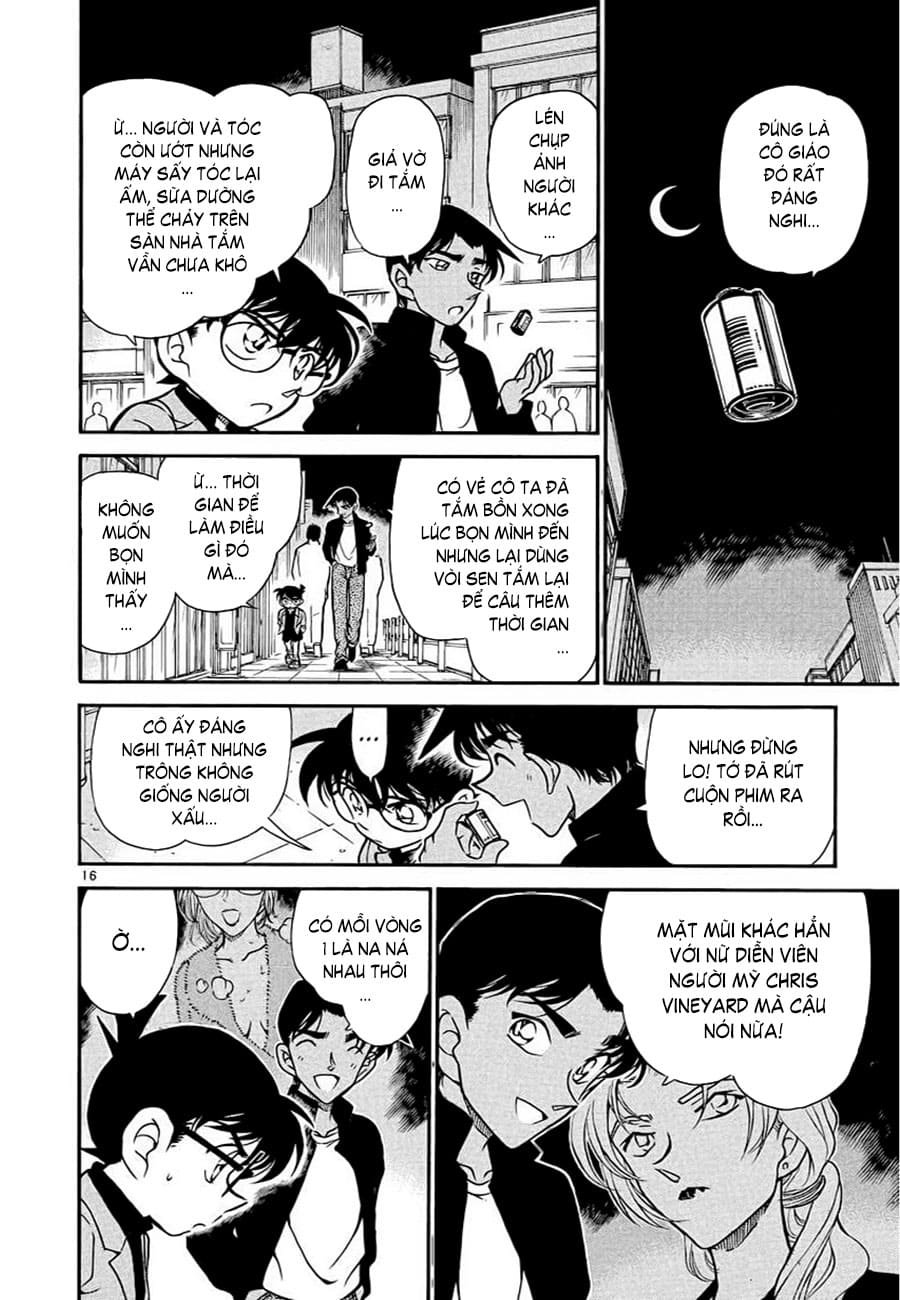 ĐÚNG LÀ
CÔ GIÁO
ĐÓ RẤT
ĐÁNG
NGHI...
LÉN
CHỤP
ẢNH
NGƯỜI
KHÁC
...
GIẢ VỜ
ĐI TẮM
...
Ừ... NGƯỜI VÀ TÓC
CÒN ƯỚT NHƯNG
MÁY SẤY TÓC LẠI
ẤM, SỮA DƯỠNG
THỂ CHẢY TRÊN
SÀN NHÀ TẮM
VẪN CHƯA KHÔ
...
CÓ VẺ CÔ TA ĐÃ
TẮM BỒN XONG
LÚC BỌN MÌNH ĐẾN
NHƯNG LẠI DÙNG
VÒI SEN TẮM LẠI
ĐỂ CÂU THÊM
THỜI GIAN
...
Ừ... THỜI
GIAN ĐỂ
LÀM ĐIỀU
GÌ ĐÓ
MÀ...
KHÔNG
MUỐN
BỌN
MÌNH
THẤY
...
NHƯNG ĐỪNG
LO! TỚ ĐÃ RÚT
CUỘN PHIM RA
RỒI...
...
CÔ ẤY ĐÁNG
NGHI THẬT NHƯNG
TRÔNG KHÔNG
GIỐNG NGƯỜI
XẤU...
16
MẶT MŨI KHÁC HẲN
VỚI NỮ DIỄN VIÊN
NGƯỜI MỸ CHRIS
VINEYARD MÀ CẬU
NÓI NỮA!
CÓ MỖI VÒNG
1 LÀ NA NÁ
NHAU THÔI
...
Ờ...